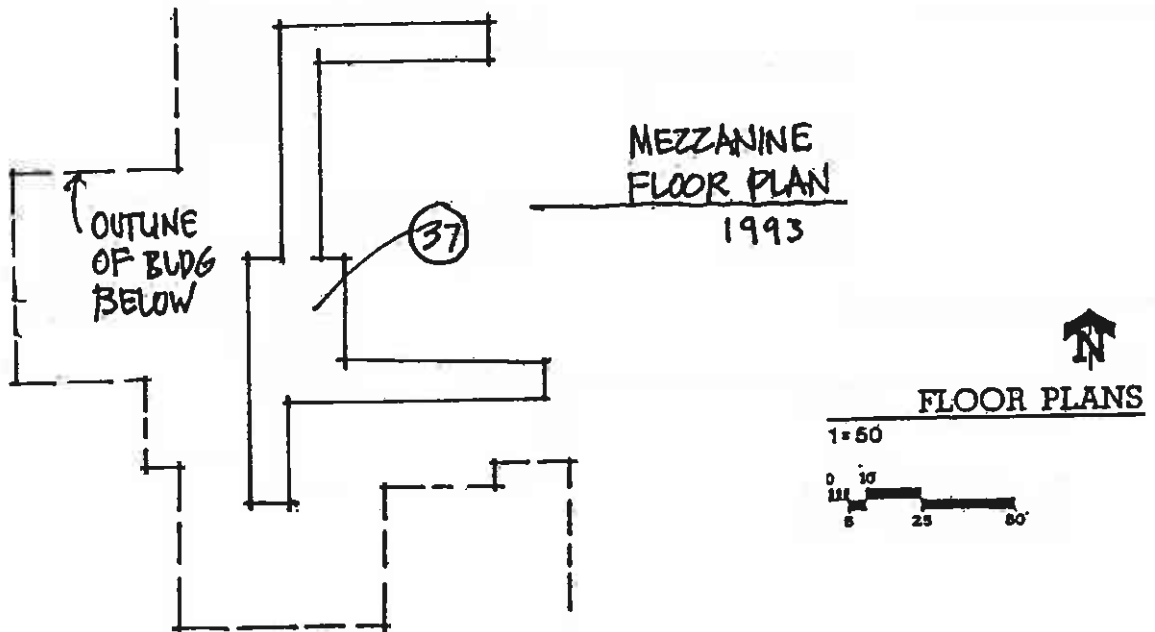 MEZZANINE
FLOOR PLAN
1993
OUTLINE
OF BLDG
BELOW
37
N
FLOOR PLANS
1=50
0 10
5 25 50'